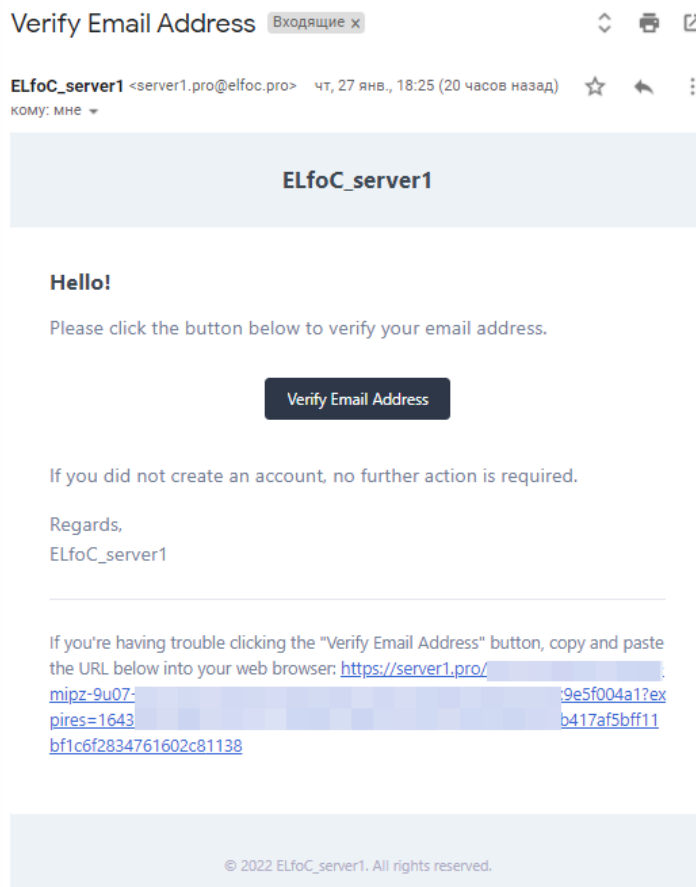 Verify Email Address Входящие x
ELfoC_server1 <server1.pro@elfoc.pro> чт, 27 янв., 18:25 (20 часов назад)
кому: мне
ELfoC_server1
Hello!
Please click the button below to verify your email address.
Verify Email Address
If you did not create an account, no further action is required.
Regards,
ELfoC_server1
If you're having trouble clicking the "Verify Email Address" button, copy and paste
the URL below into your web browser: https://server1.pro/
mipz-9u07- 9e5f004a1?ex
pires=1643 b417af5bff11
bf1c6f2834761602c81138
© 2022 ELfoC_server1. All rights reserved.